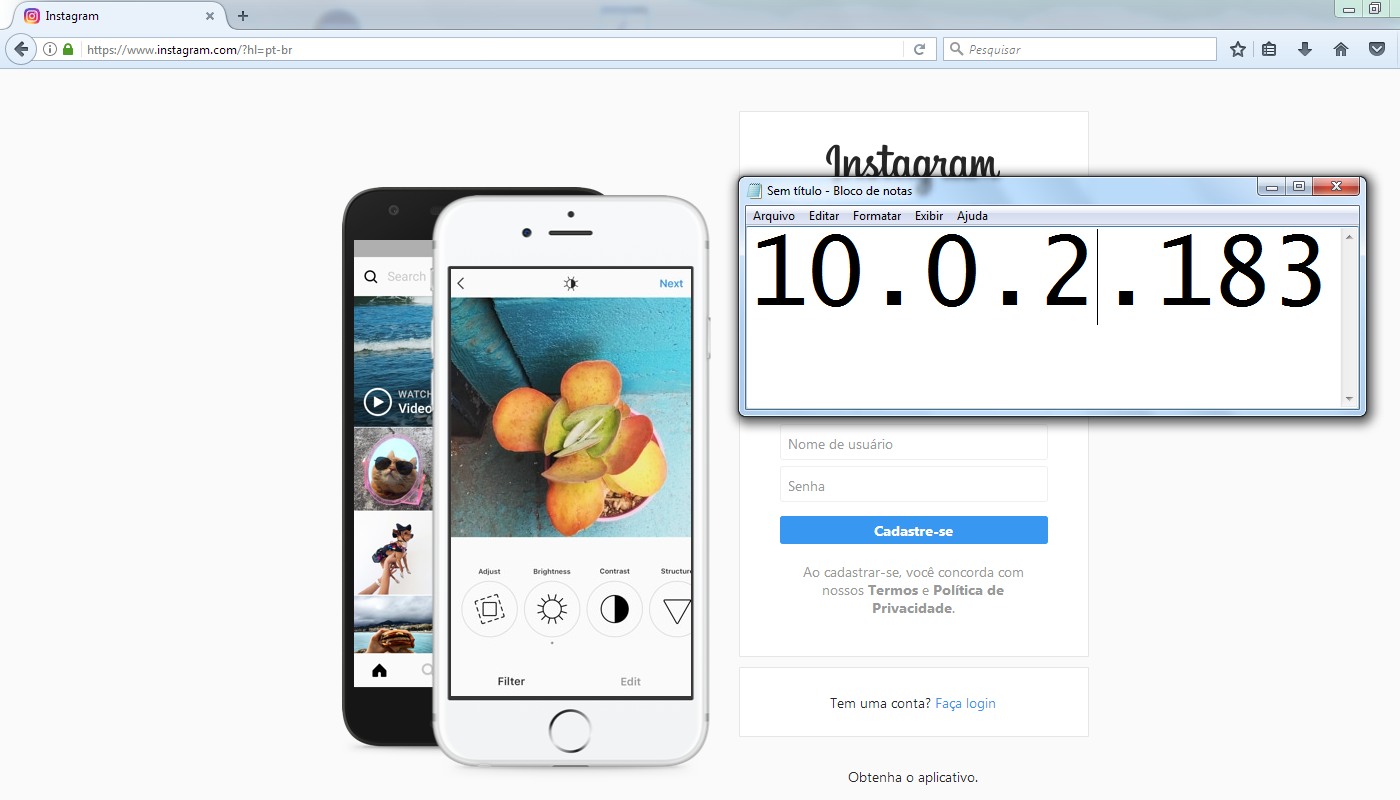 Instagram
https://www.instagram.com/?hl=pt-br
Pesquisar
Instagram
Sem título - Bloco de notas
Arquivo Editar Formatar Exibir Ajuda
10.0.2.183
Search
Next
WATCH
Video
Adjust Brightness Contrast Structure
Filter Edit
Nome de usuário
Senha
Cadastre-se
Ao cadastrar-se, você concorda com
nossos Termos e Política de
Privacidade.
Tem uma conta? Faça login
Obtenha o aplicativo.